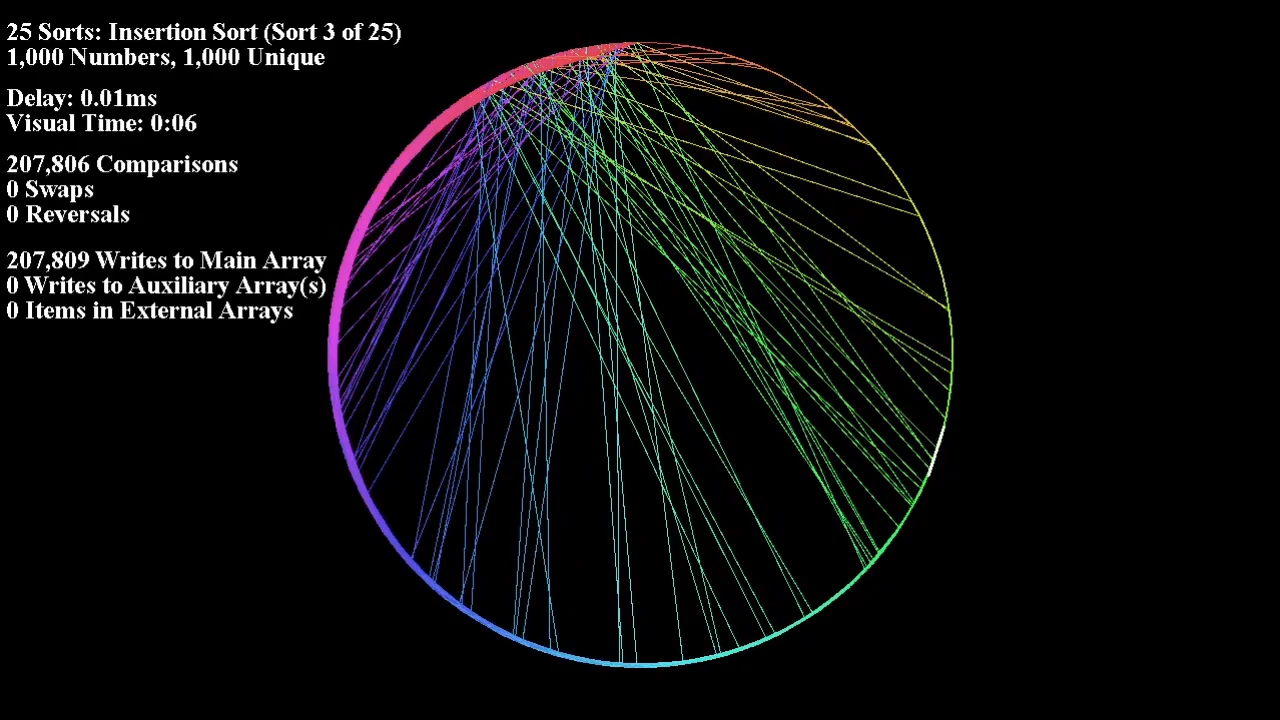 25 Sorts: Insertion Sort (Sort 3 of 25)
1,000 Numbers, 1,000 Unique
Delay: 0.01ms
Visual Time: 0:06
207,806 Comparisons
0 Swaps
0 Reversals
207,809 Writes to Main Array
0 Writes to Auxiliary Array(s)
0 Items in External Arrays